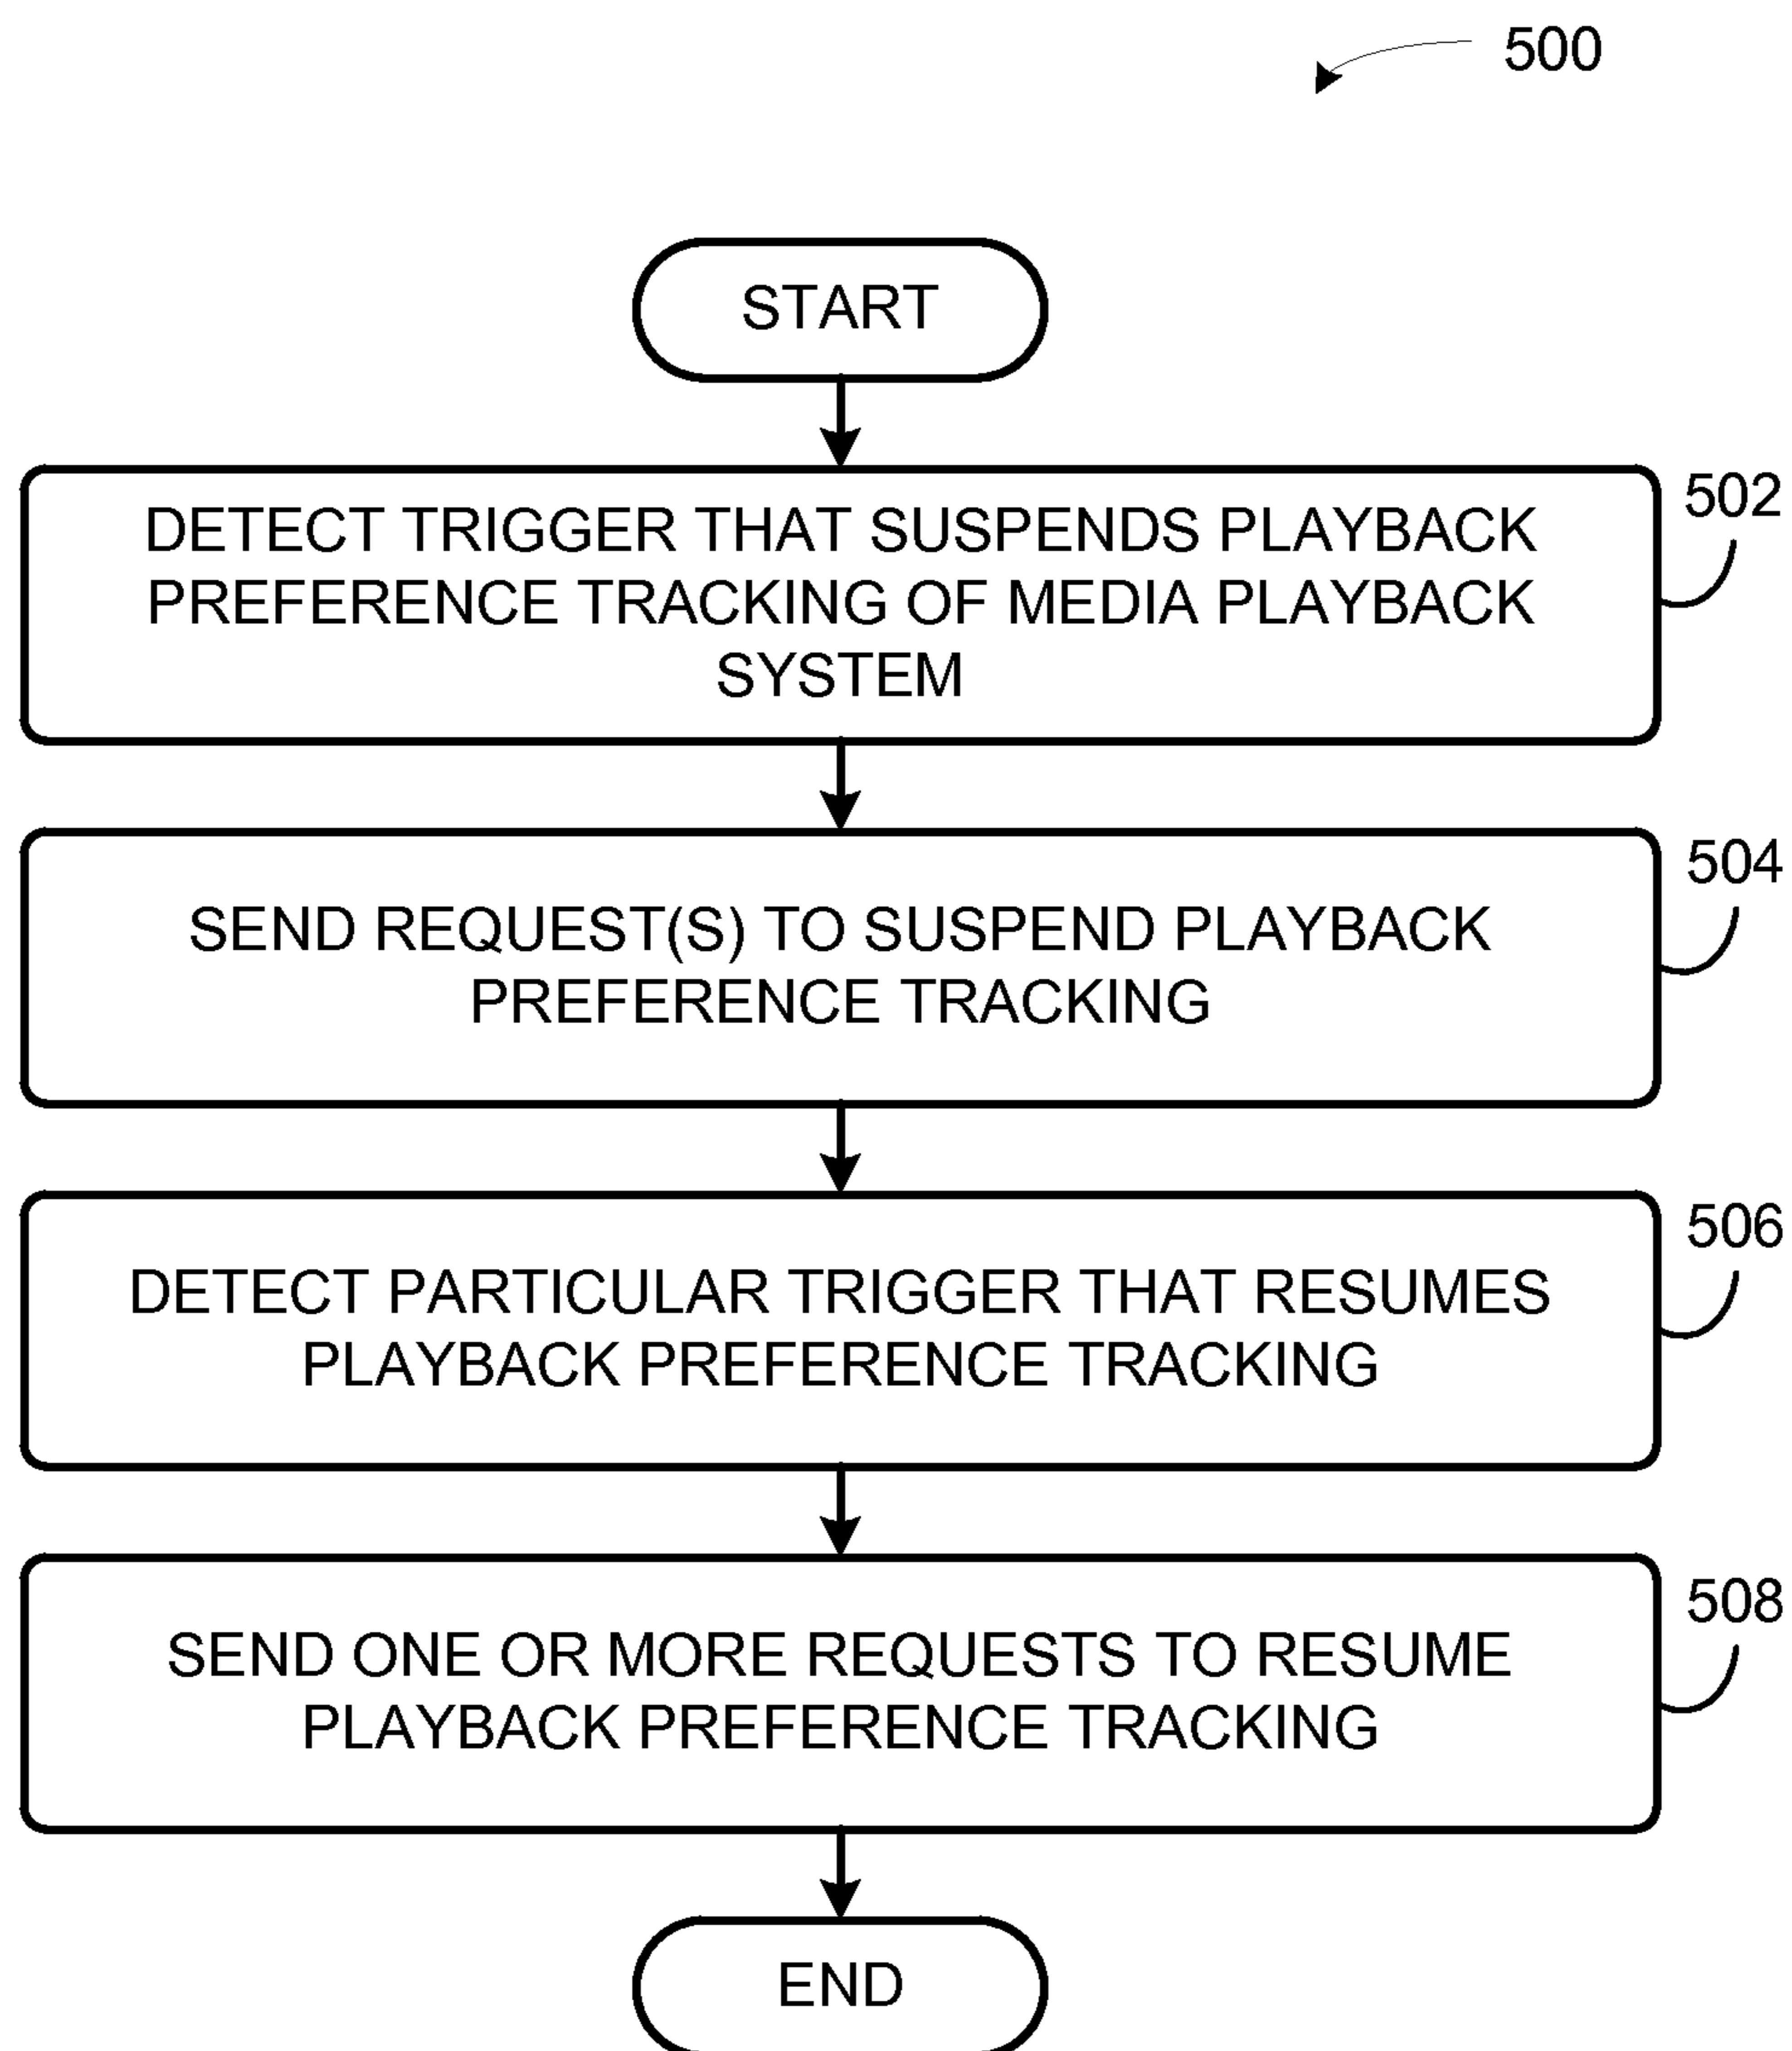 500
START
DETECT TRIGGER THAT SUSPENDS PLAYBACK
PREFERENCE TRACKING OF MEDIA PLAYBACK
SYSTEM
502
SEND REQUEST(S) TO SUSPEND PLAYBACK
PREFERENCE TRACKING
504
DETECT PARTICULAR TRIGGER THAT RESUMES
PLAYBACK PREFERENCE TRACKING
506
SEND ONE OR MORE REQUESTS TO RESUME
PLAYBACK PREFERENCE TRACKING
508
END